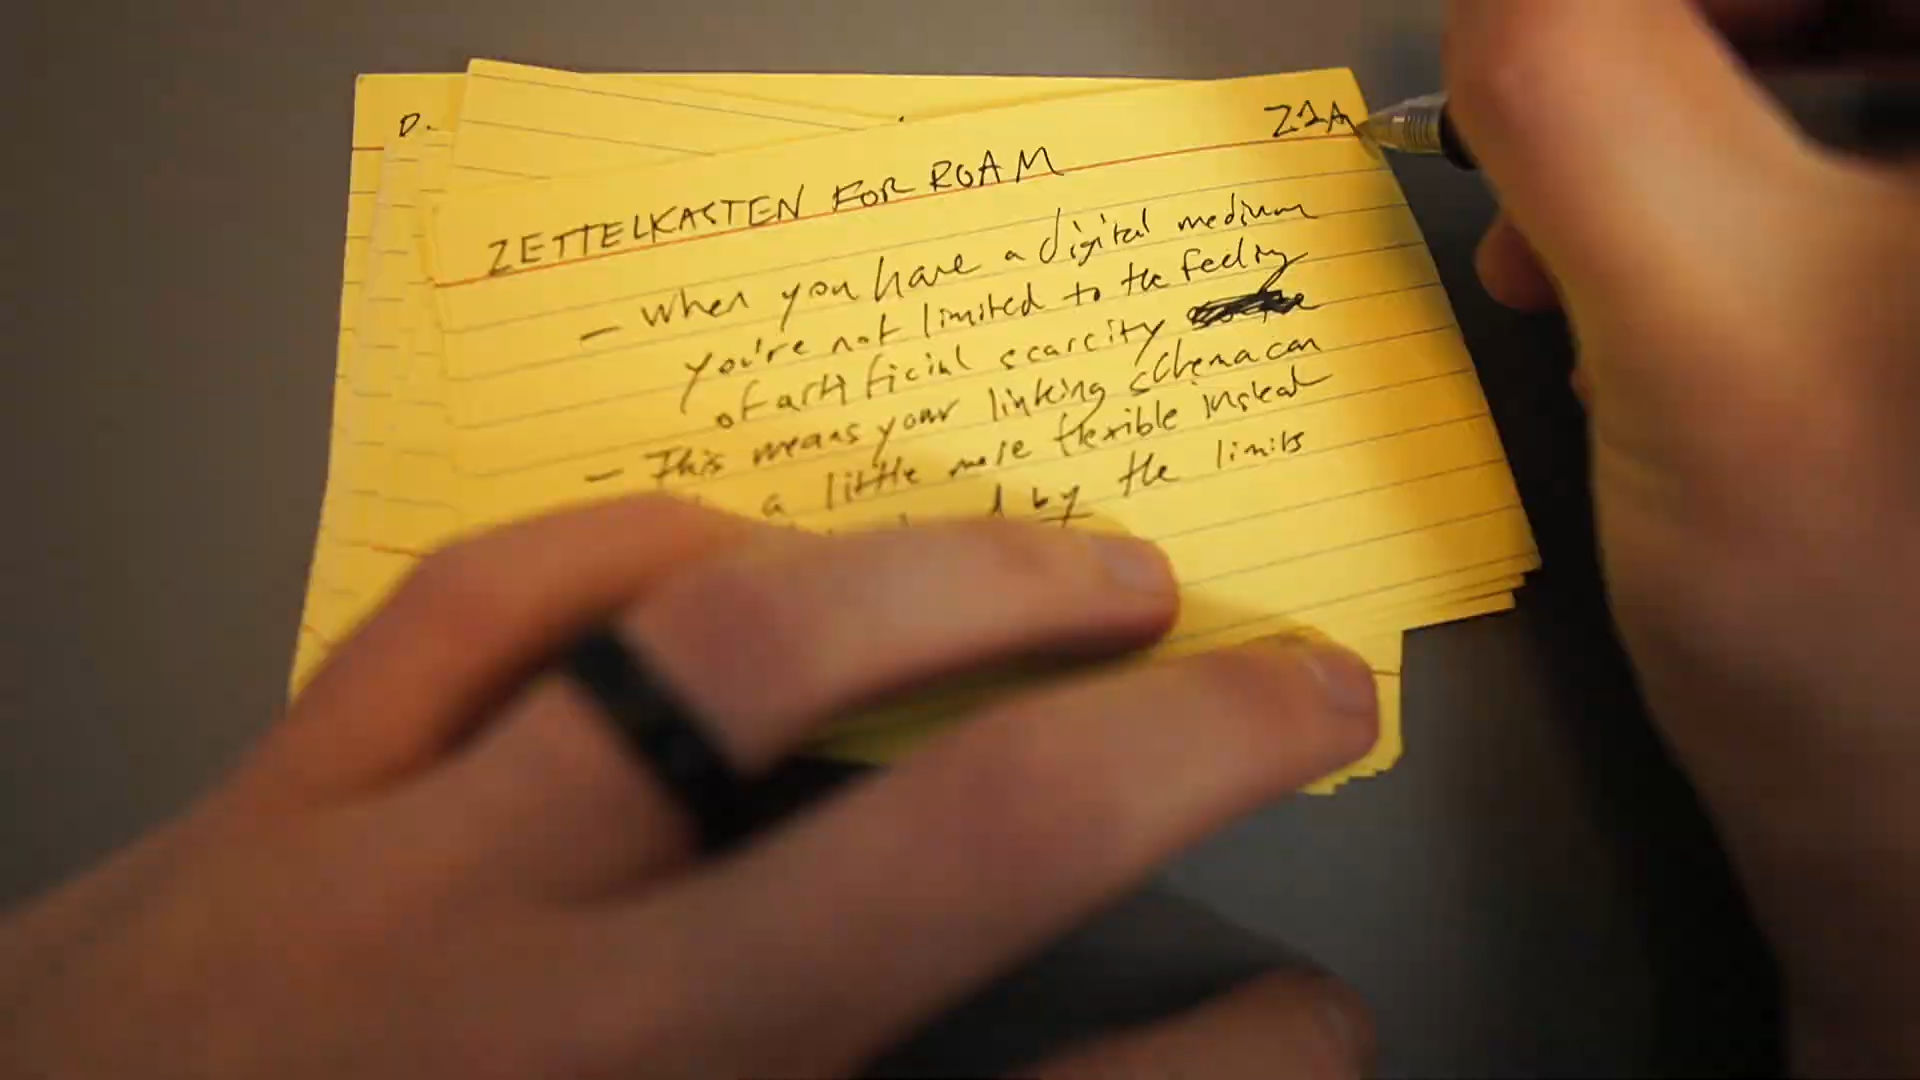 D.
Z1A
ZETTELKASTEN FOR ROAM
- when you have a digital medium
you're not limited to the feeling
of artificial scarcity
- This means your linking schema can
a little more flexible instead
by the limits